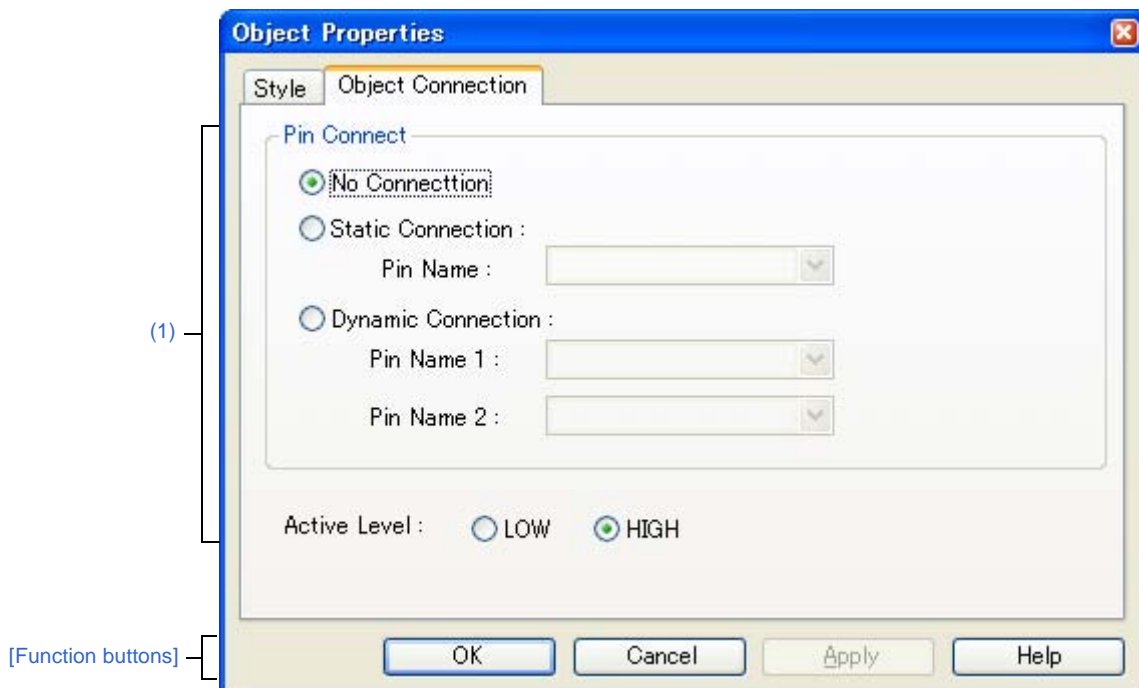 Object Properties
Style Object Connection
Pin Connect
No Connecttion
Static Connection :
Pin Name :
(1)
Dynamic Connection :
Pin Name 1 :
Pin Name 2 :
Active Level : LOW HIGH
[Function buttons]
OK Cancel Apply Help